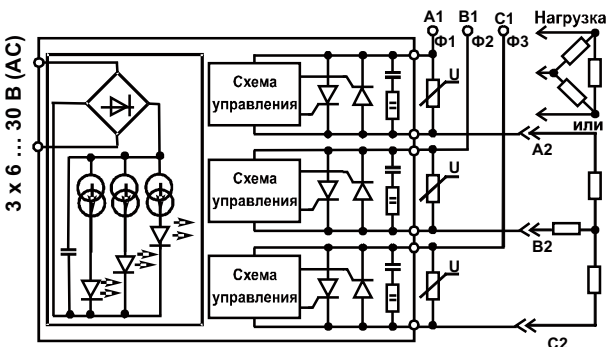 3 x 6 ... 30 В (AC)
A1 B1 C1 Нагрузка
Ф1 Ф2 Ф3
Схема
управления
U
или
A2
Схема
управления
U
B2
Схема
управления
U
C2